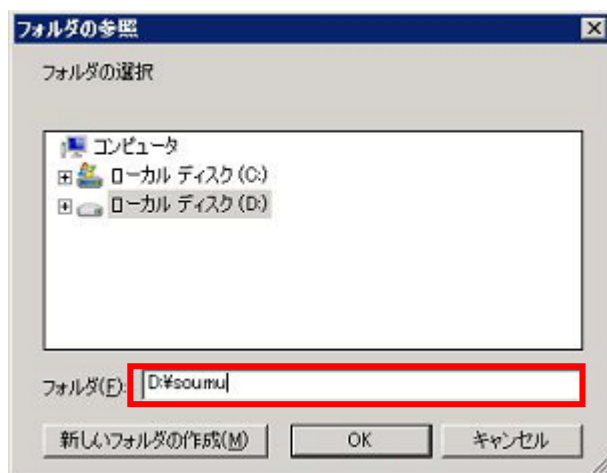 フォルダの参照
フォルダの選択
コンピュータ
ローカル ディスク (C:)
ローカル ディスク (D:)
フォルダ(F): D:¥soumu
新しいフォルダの作成(M) OK キャンセル